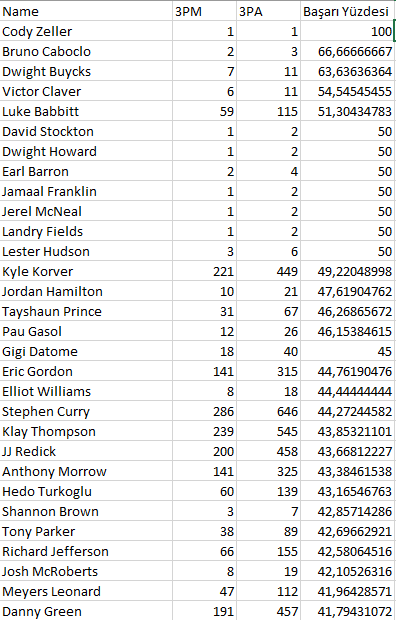 Name 3PM 3PA Başarı Yüzdesi
Cody Zeller 1 1 100
Bruno Caboclo 2 3 66,66666667
Dwight Buycks 7 11 63,63636364
Victor Claver 6 11 54,54545455
Luke Babbitt 59 115 51,30434783
David Stockton 1 2 50
Dwight Howard 1 2 50
Earl Barron 2 4 50
Jamaal Franklin 1 2 50
Jerel McNeal 1 2 50
Landry Fields 1 2 50
Lester Hudson 3 6 50
Kyle Korver 221 449 49,22048998
Jordan Hamilton 10 21 47,61904762
Tayshaun Prince 31 67 46,26865672
Pau Gasol 12 26 46,15384615
Gigi Datome 18 40 45
Eric Gordon 141 315 44,76190476
Elliot Williams 8 18 44,44444444
Stephen Curry 286 646 44,27244582
Klay Thompson 239 545 43,85321101
JJ Redick 200 458 43,66812227
Anthony Morrow 141 325 43,38461538
Hedo Turkoglu 60 139 43,16546763
Shannon Brown 3 7 42,85714286
Tony Parker 38 89 42,69662921
Richard Jefferson 66 155 42,58064516
Josh McRoberts 8 19 42,10526316
Meyers Leonard 47 112 41,96428571
Danny Green 191 457 41,79431072